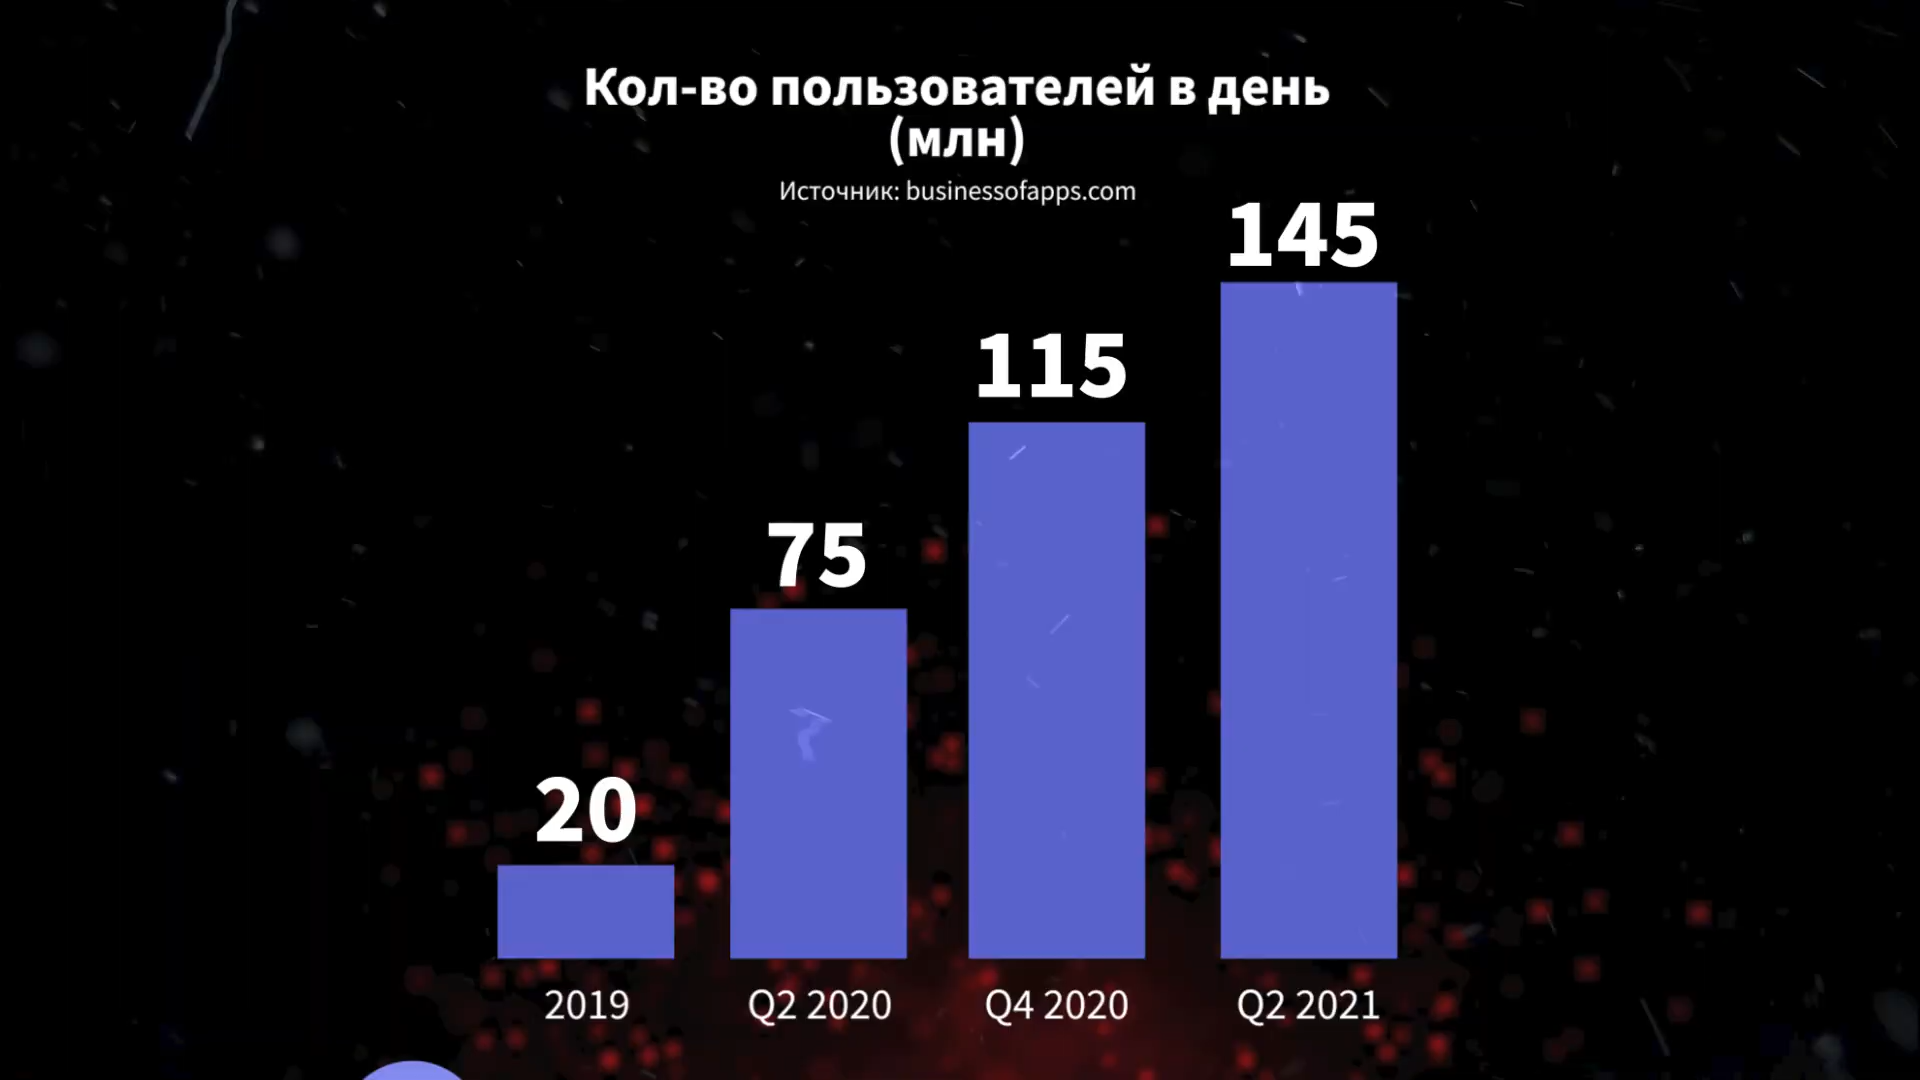 Кол-во пользователей в день
(млн)
Источник: businessofapps.com
145
115
75
20
2019
Q2 2020
Q4 2020
Q2 2021